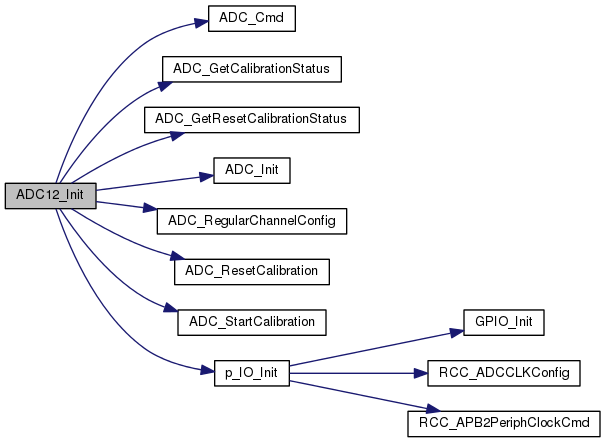 ADC_Cmd
ADC_GetCalibrationStatus
ADC_GetResetCalibrationStatus
ADC_Init
ADC12_Init
ADC_RegularChannelConfig
ADC_ResetCalibration
ADC_StartCalibration
GPIO_Init
p_IO_Init
RCC_ADCCLKConfig
RCC_APB2PeriphClockCmd